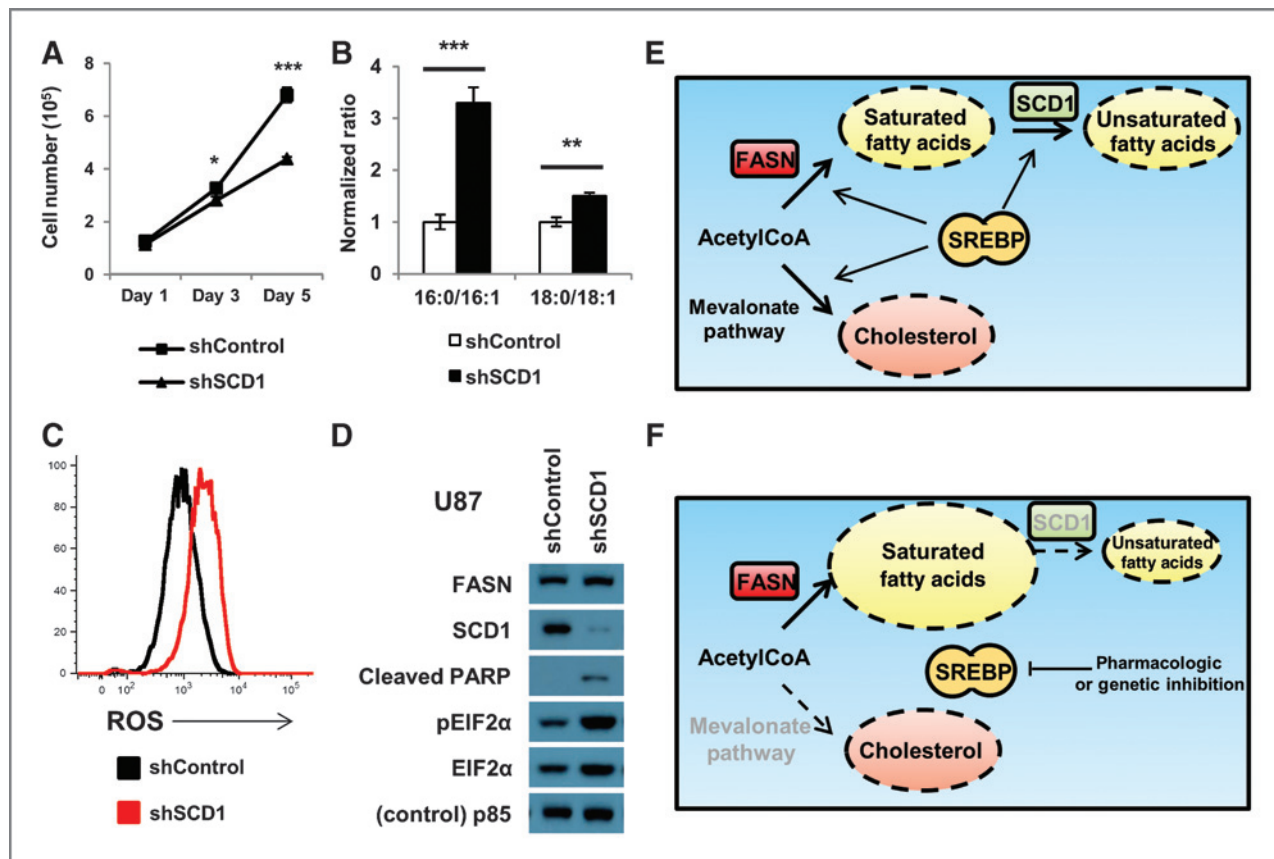 A
Cell number (10⁵)
8
6
4
2
0
*
***
Day 1 Day 3 Day 5
shControl
shSCD1
B
Normalized ratio
4
3
2
1
0
***
**
16:0/16:1 18:0/18:1
shControl
shSCD1
C
100
80
60
40
20
0
0 10² 10³ 10⁴ 10⁵
ROS
shControl
shSCD1
D
U87
shControl
shSCD1
FASN
SCD1
Cleaved PARP
pEIF2α
EIF2α
(control) p85
E
Saturated
fatty acids
SCD1
Unsaturated
fatty acids
FASN
AcetylCoA
SREBP
Mevalonate
pathway
Cholesterol
F
Saturated
fatty acids
SCD1
Unsaturated
fatty acids
FASN
AcetylCoA
SREBP
Pharmacologic
or genetic inhibition
Mevalonate
pathway
Cholesterol